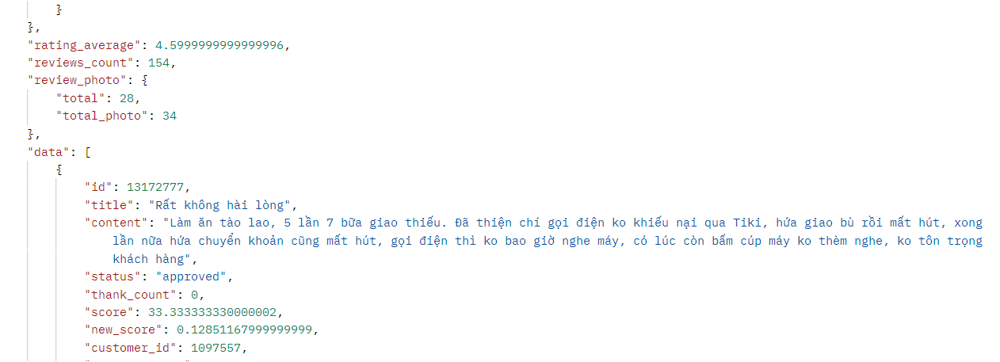 }
},
"rating_average": 4.5999999999999996,
"reviews_count": 154,
"review_photo": {
"total": 28,
"total_photo": 34
},
"data": [
{
"id": 13172777,
"title": "Rất không hài lòng",
"content": "Làm ăn tào lao, 5 lần 7 bữa giao thiếu. Đã thiện chí gọi điện ko khiếu nại qua Tiki, hứa giao bù rồi mất hút, xong
lần nữa hứa chuyển khoản cũng mất hút, gọi điện thì ko bao giờ nghe máy, có lúc còn bấm cúp máy ko thèm nghe, ko tôn trọng
khách hàng",
"status": "approved",
"thank_count": 0,
"score": 33.333333330000002,
"new_score": 0.12851167999999999,
"customer_id": 1097557,